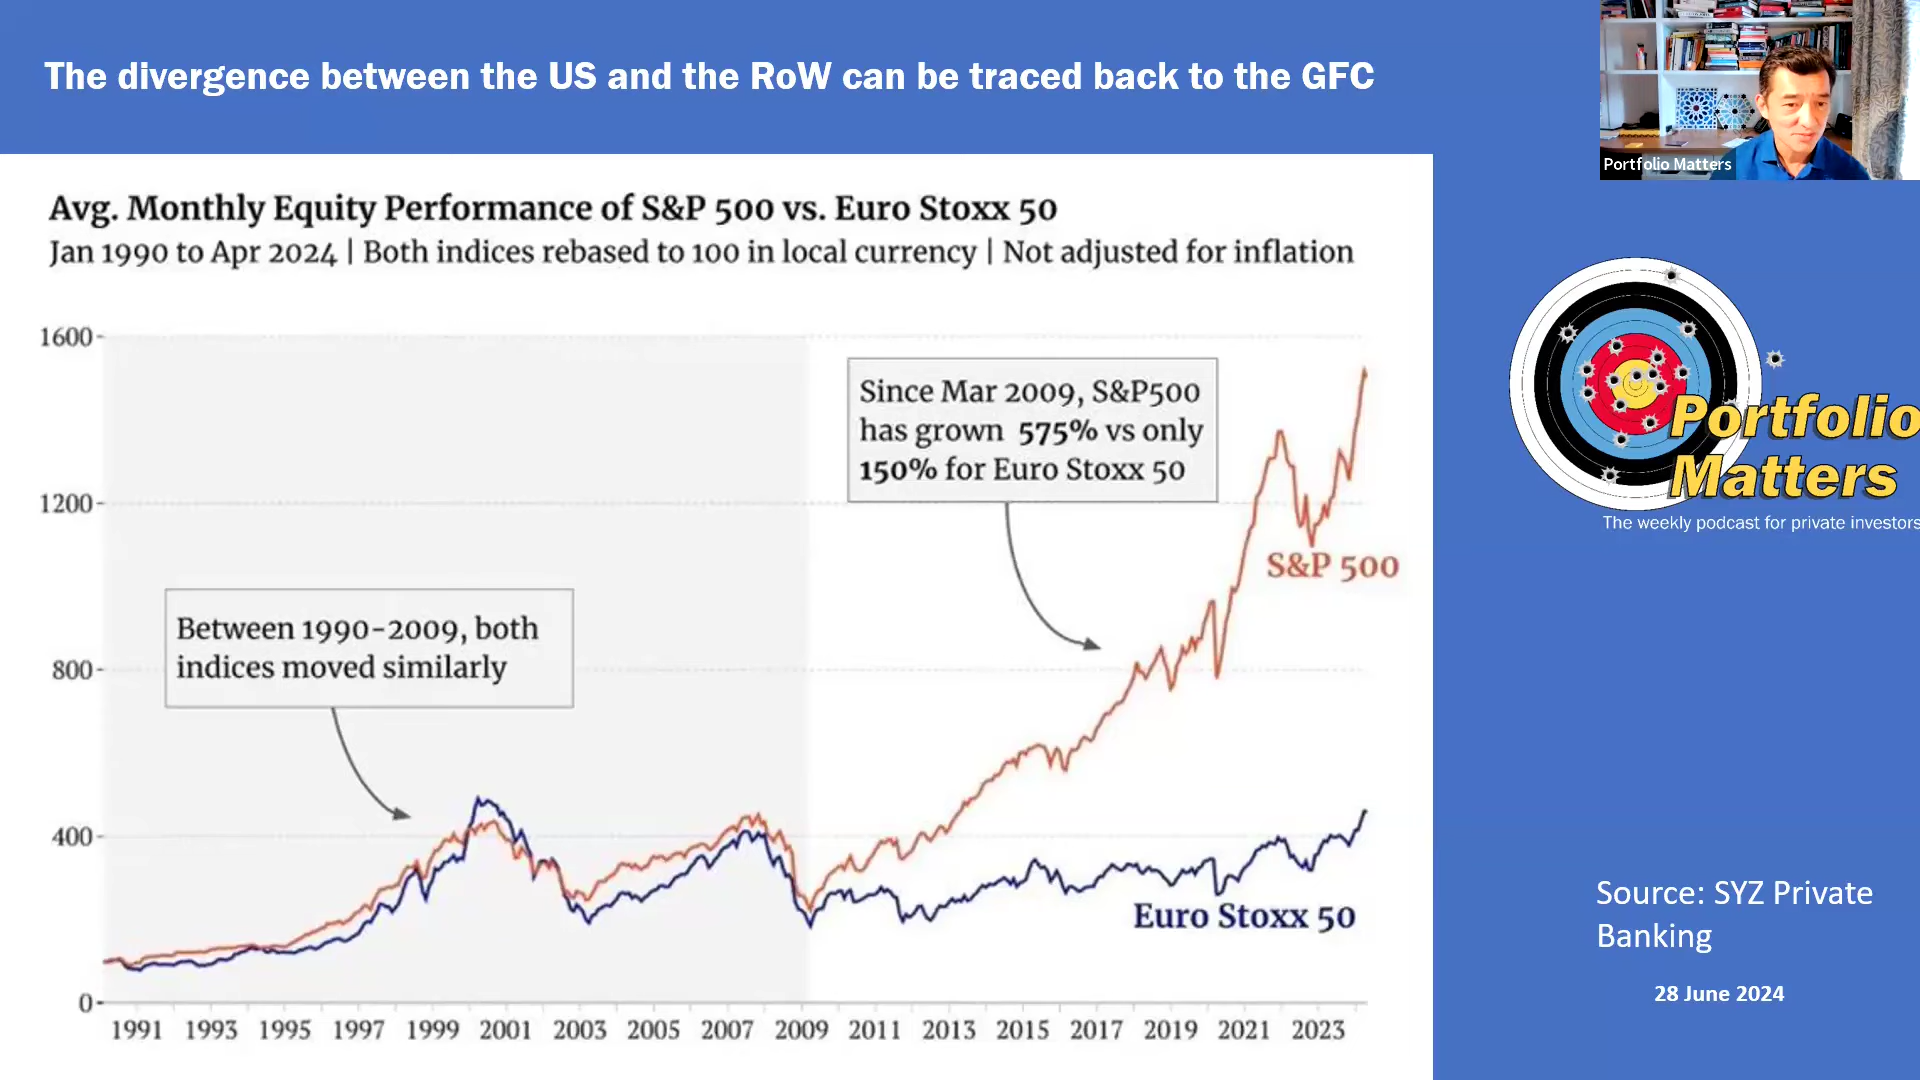 The divergence between the US and the RoW can be traced back to the GFC
Portfolio Matters
Avg. Monthly Equity Performance of S&P 500 vs. Euro Stoxx 50
Jan 1990 to Apr 2024 | Both indices rebased to 100 in local currency | Not adjusted for inflation
1600
1200
800
400
0
Since Mar 2009, S&P500
has grown 575% vs only
150% for Euro Stoxx 50
Between 1990-2009, both
indices moved similarly
S&P 500
Euro Stoxx 50
1991 1993 1995 1997 1999 2001 2003 2005 2007 2009 2011 2013 2015 2017 2019 2021 2023
Portfolio
Matters
The weekly podcast for private investors
Source: SYZ Private
Banking
28 June 2024